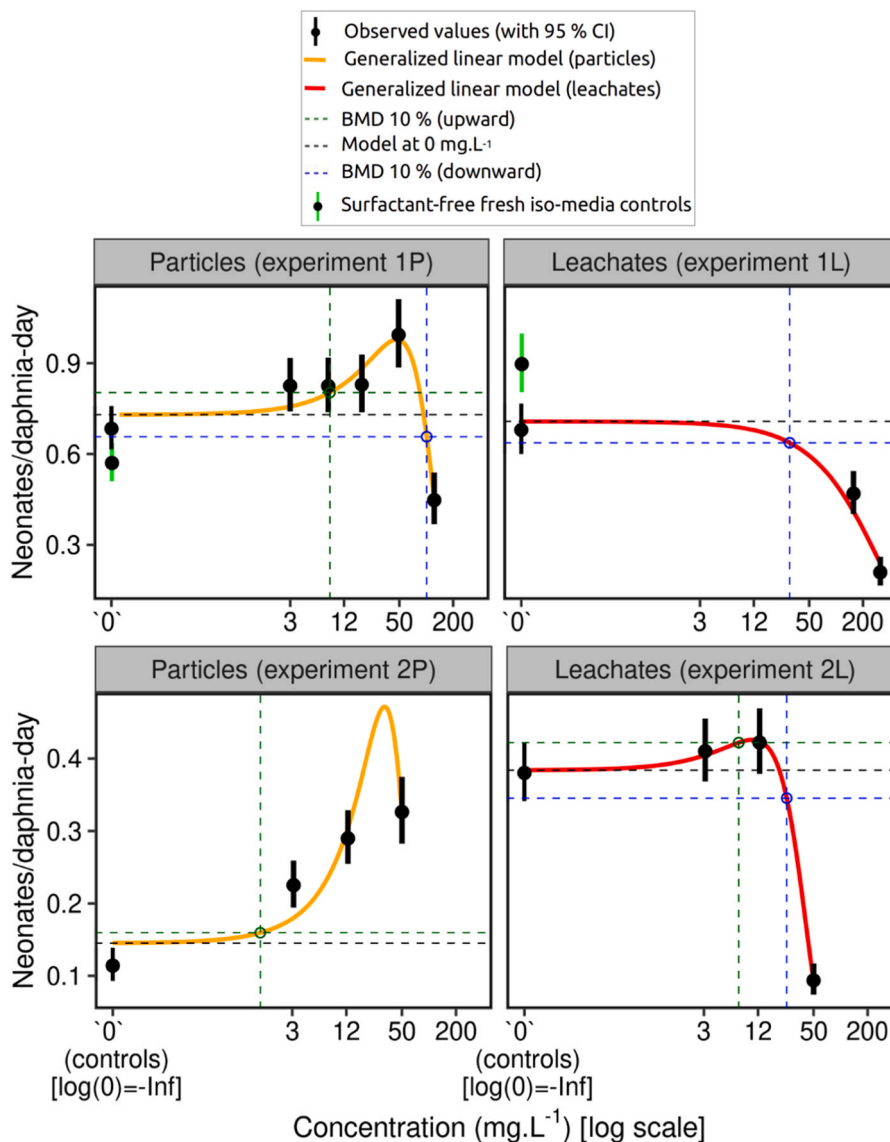 Observed values (with 95 % CI)
Generalized linear model (particles)
Generalized linear model (leachates)
BMD 10 % (upward)
Model at 0 mg.L-1
BMD 10 % (downward)
Surfactant-free fresh iso-media controls
Particles (experiment 1P)
Leachates (experiment 1L)
Neonates/daphnia-day
0.9
0.6
0.3
`0` 3 12 50 200
`0` 3 12 50 200
Particles (experiment 2P)
Leachates (experiment 2L)
Neonates/daphnia-day
0.4
0.3
0.2
0.1
`0` 3 12 50 200
`0` 3 12 50 200
(controls)
[log(0)=-Inf]
(controls)
[log(0)=-Inf]
Concentration (mg.L-1) [log scale]